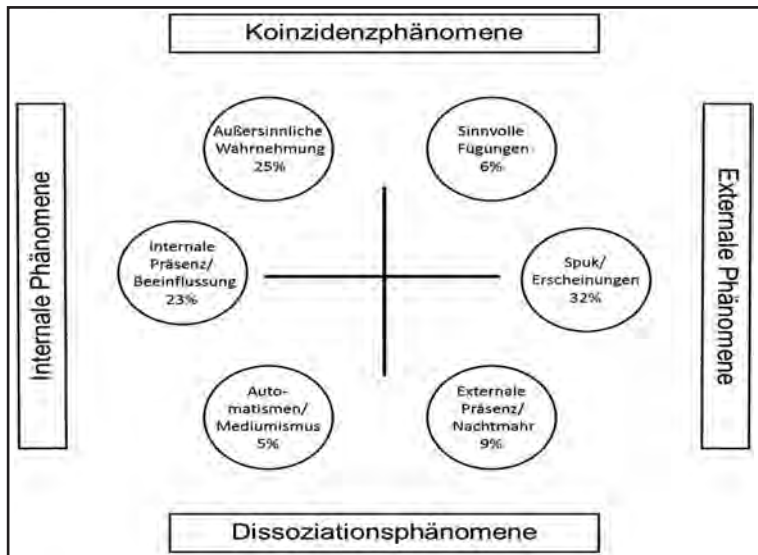 Koinzidenzphänomene
Internale Phänomene
Außersinnliche
Wahrnehmung
25%
Sinnvolle
Fügungen
6%
Internale
Präsenz/
Beeinflussung
23%
Spuk/
Erscheinungen
32%
Auto-
matismen/
Mediumismus
5%
Externale
Präsenz/
Nachtmahr
9%
Externale Phänomene
Dissoziationsphänomene